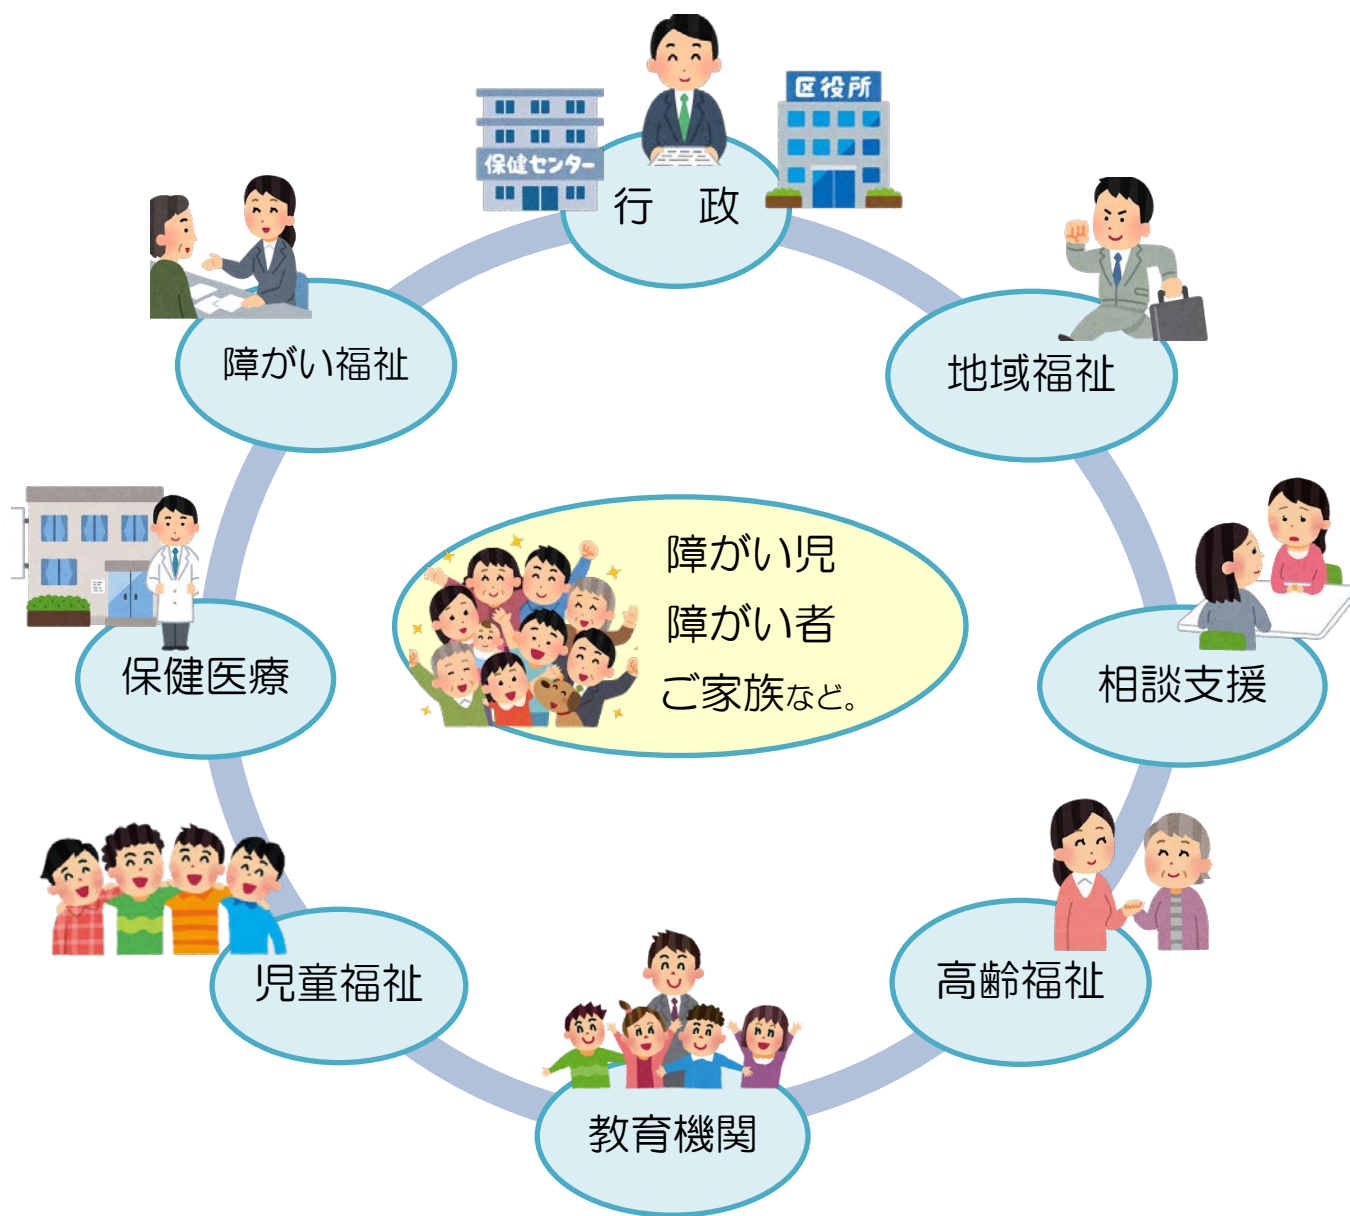 保健センター
区役所
行　政
障がい福祉
地域福祉
障がい児
障がい者
ご家族など。
保健医療
相談支援
児童福祉
高齢福祉
教育機関